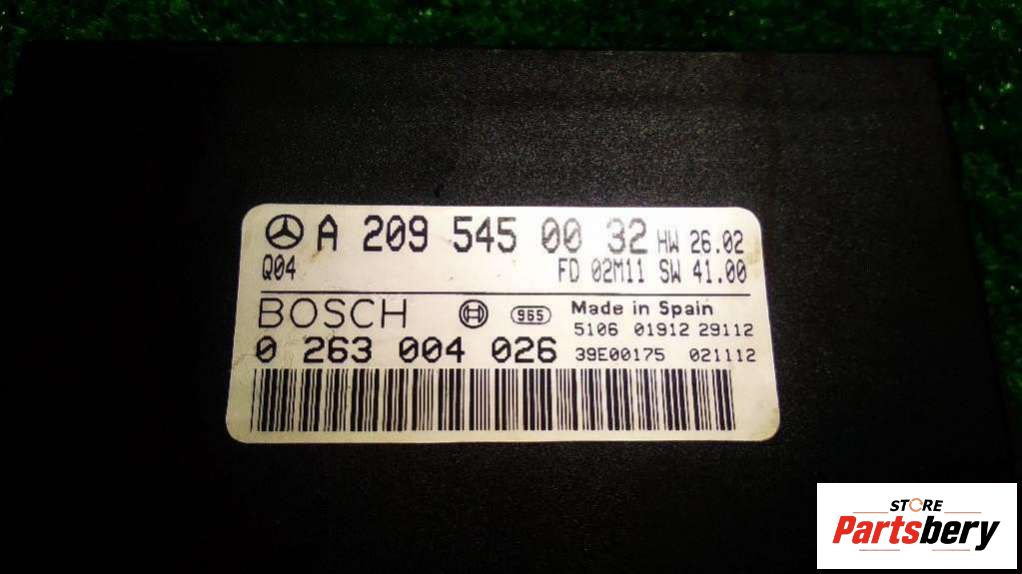 A 209 545 00 32 HW 26.02
Q04 FD 02M11 SW 41.00
BOSCH 965 Made in Spain
5106 01912 29112
0 263 004 026 39E00175 021112
STORE
Partsbery